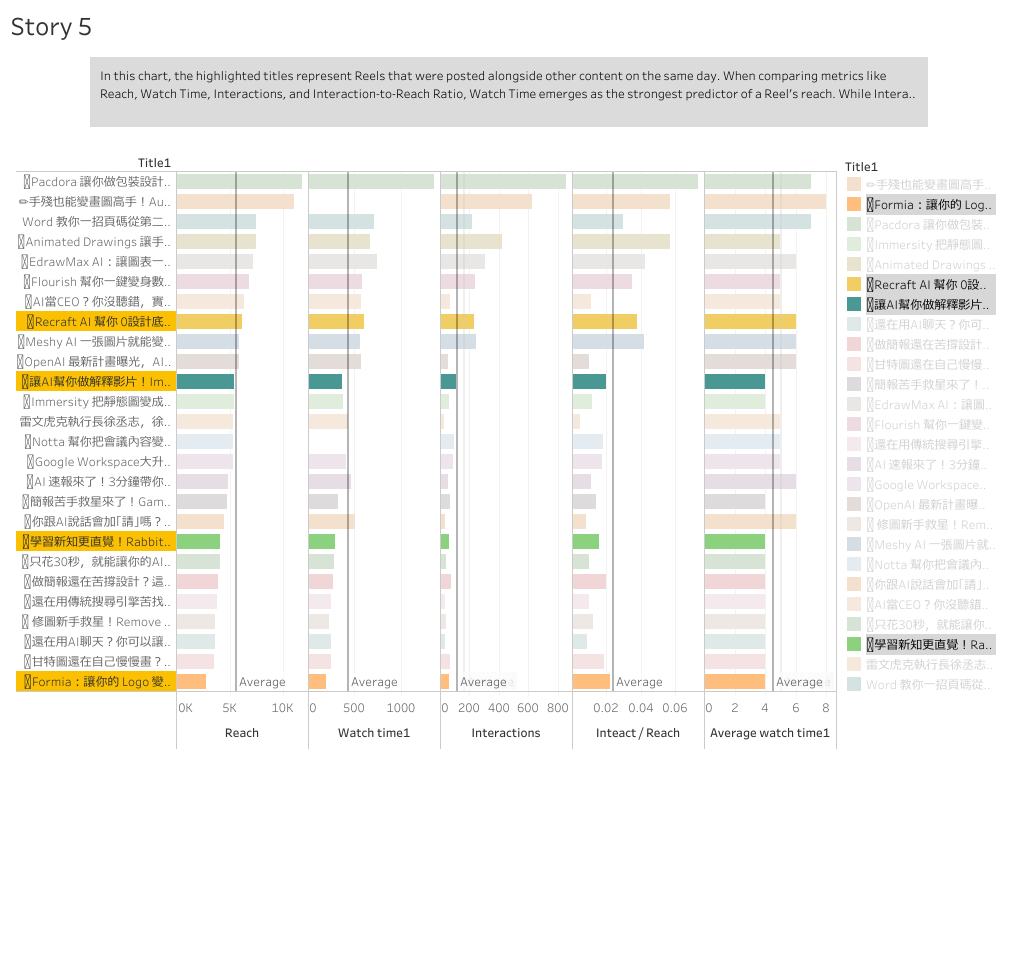 Story 5
In this chart, the highlighted titles represent Reels that were posted alongside other content on the same day. When comparing metrics like
Reach, Watch Time, Interactions, and Interaction-to-Reach Ratio, Watch Time emerges as the strongest predictor of a Reel's reach. While Intera..
Title1
Pacdora 讓你做包裝設計..
✏手殘也能變畫圖高手！Au..
Word 教你一招頁碼從第二..
Animated Drawings 讓手..
EdrawMax AI：讓圖表一..
Flourish 幫你一鍵變身數..
AI當CEO？你沒聽錯，實..
Recraft AI 幫你 0設計底..
Meshy AI 一張圖片就能變..
OpenAI 最新計畫曝光，AI..
讓AI幫你做解釋影片！Im..
Immersity 把靜態圖變成..
雷文虎克執行長徐丞志，徐..
Notta 幫你把會議內容變..
Google Workspace大升..
AI 速報來了！3分鐘帶你..
簡報苦手救星來了！Gam..
你跟AI說話會加「請」嗎？..
學習新知更直覺！Rabbit..
只花30秒，就能讓你的AI..
做簡報還在苦撐設計？這..
還在用傳統搜尋引擎苦找..
修圖新手救星！Remove ..
還在用AI聊天？你可以讓..
甘特圖還在自己慢慢畫？..
Formia：讓你的 Logo 變..
Average
Average
Average
Average
Average
0K 5K 10K
0 500 1000
0 200 400 600 800
0.02 0.04 0.06
0 2 4 6 8
Reach
Watch time1
Interactions
Inteact / Reach
Average watch time1
Title1
✏手殘也能變畫圖高手..
Formia：讓你的 Log..
Pacdora 讓你做包裝..
Immersity 把靜態圖..
Animated Drawings ..
Recraft AI 幫你 0設..
讓AI幫你做解釋影片..
還在用AI聊天？你可..
做簡報還在苦撐設計..
甘特圖還在自己慢慢..
簡報苦手救星來了！..
EdrawMax AI：讓圖..
Flourish 幫你一鍵變..
還在用傳統搜尋引擎..
AI 速報來了！3分鐘..
Google Workspace..
OpenAI 最新計畫曝..
修圖新手救星！Rem..
Meshy AI 一張圖片就..
Notta 幫你把會議內..
你跟AI說話會加「請」..
AI當CEO？你沒聽錯..
只花30秒，就能讓你..
學習新知更直覺！Ra..
雷文虎克執行長徐丞志..
Word 教你一招頁碼從..